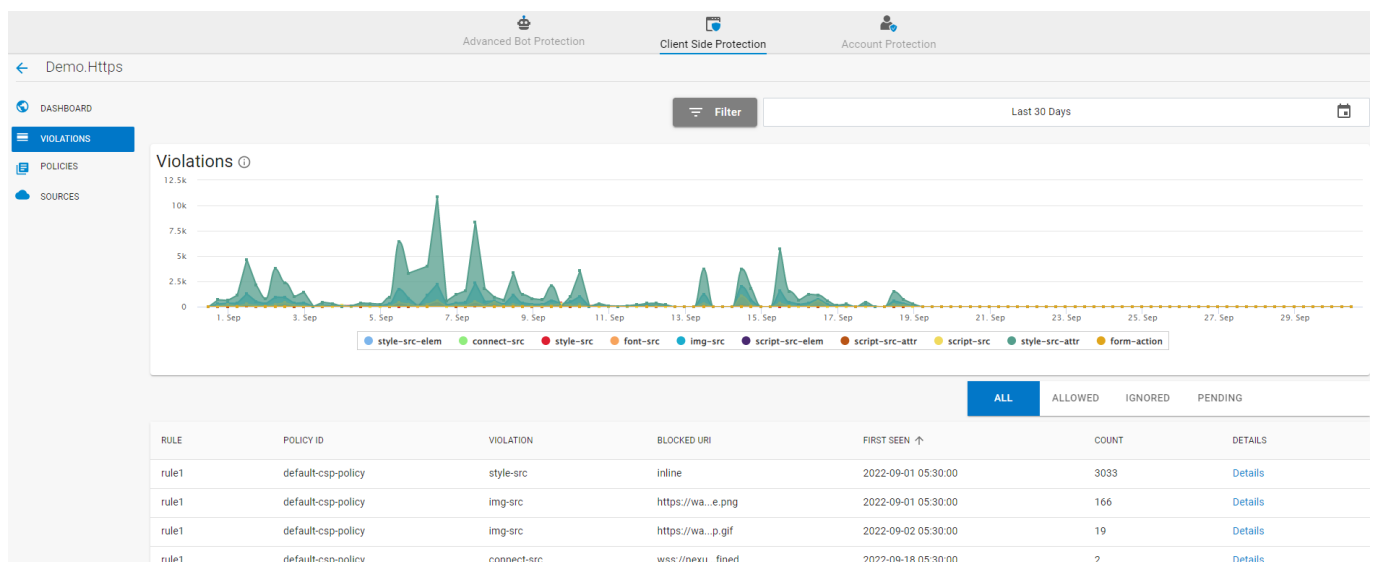 Advanced Bot Protection Client Side Protection Account Protection
Demo.Https
DASHBOARD
Filter Last 30 Days
VIOLATIONS
POLICIES
SOURCES
Violations
12.5k
10k
7.5k
5k
2.5k
0
1. Sep 3. Sep 5. Sep 7. Sep 9. Sep 11. Sep 13. Sep 15. Sep 17. Sep 19. Sep 21. Sep 23. Sep 25. Sep 27. Sep 29. Sep
style-src-elem connect-src style-src font-src img-src script-src-elem script-src-attr script-src style-src-attr form-action
ALL ALLOWED IGNORED PENDING
RULE POLICY ID VIOLATION BLOCKED URI FIRST SEEN COUNT DETAILS
rule1 default-csp-policy style-src inline 2022-09-01 05:30:00 3033 Details
rule1 default-csp-policy img-src https://wa...e.png 2022-09-01 05:30:00 166 Details
rule1 default-csp-policy img-src https://wa...p.gif 2022-09-02 05:30:00 19 Details
rule1 default-csp-policy connect-src wss://nexu...fined 2022-09-18 05:30:00 2 Details